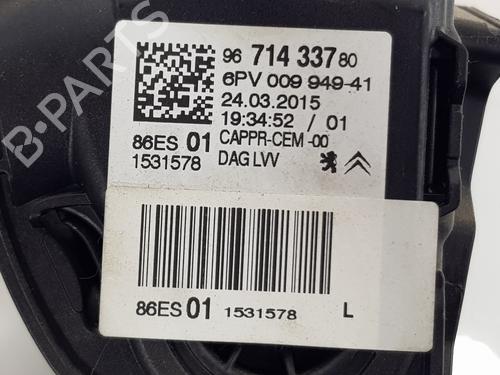 96 714 337 80
6PV 009 949-41
24.03.2015
19:34:52 / 01
86ES 01 CAPPR-CEM -00
1531578 DAG LVV
86ES 01 1531578 L
B-PARTS